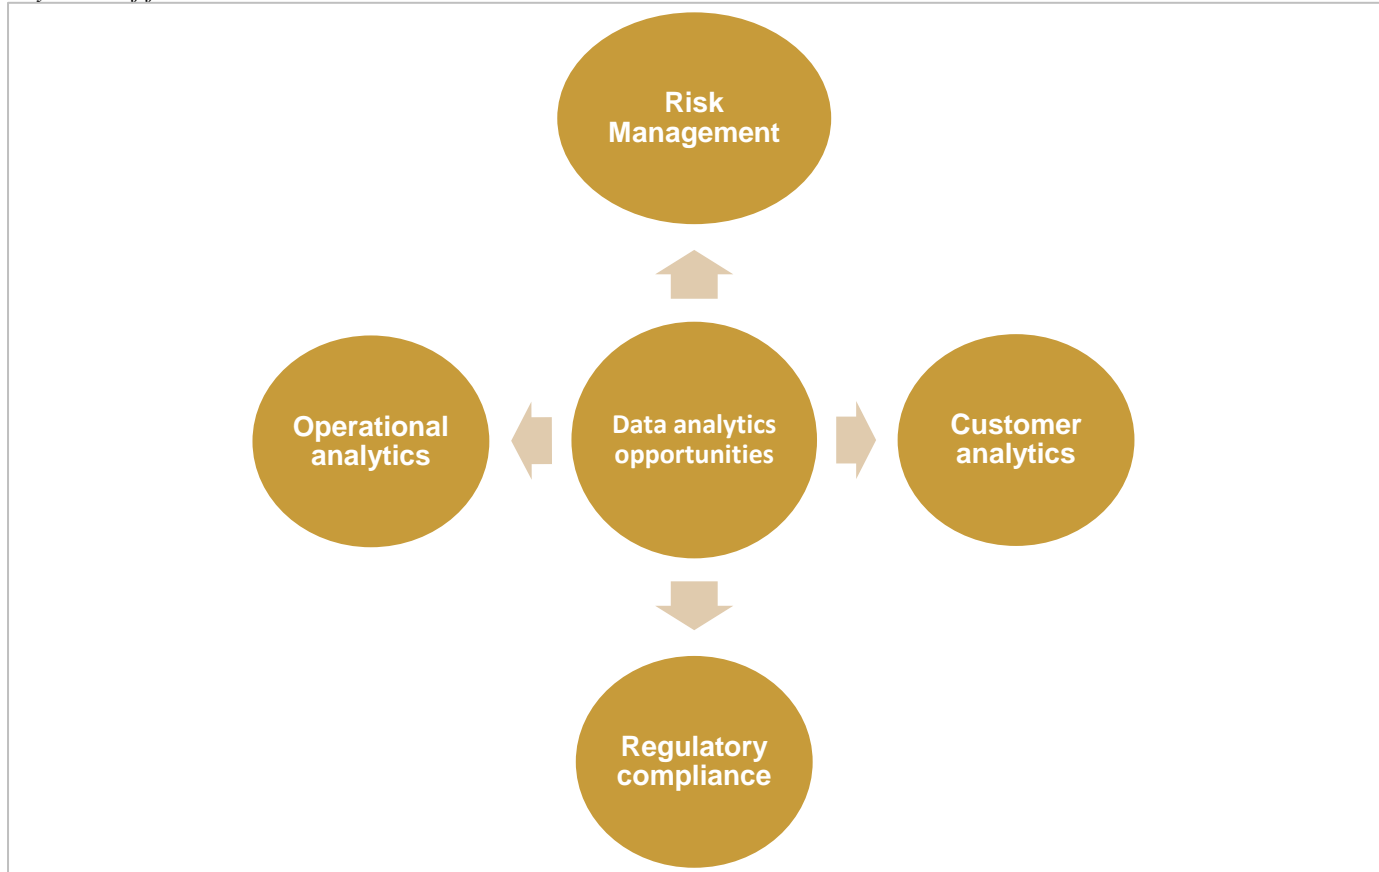 Risk
Management
Operational
analytics
Data analytics
opportunities
Customer
analytics
Regulatory
compliance